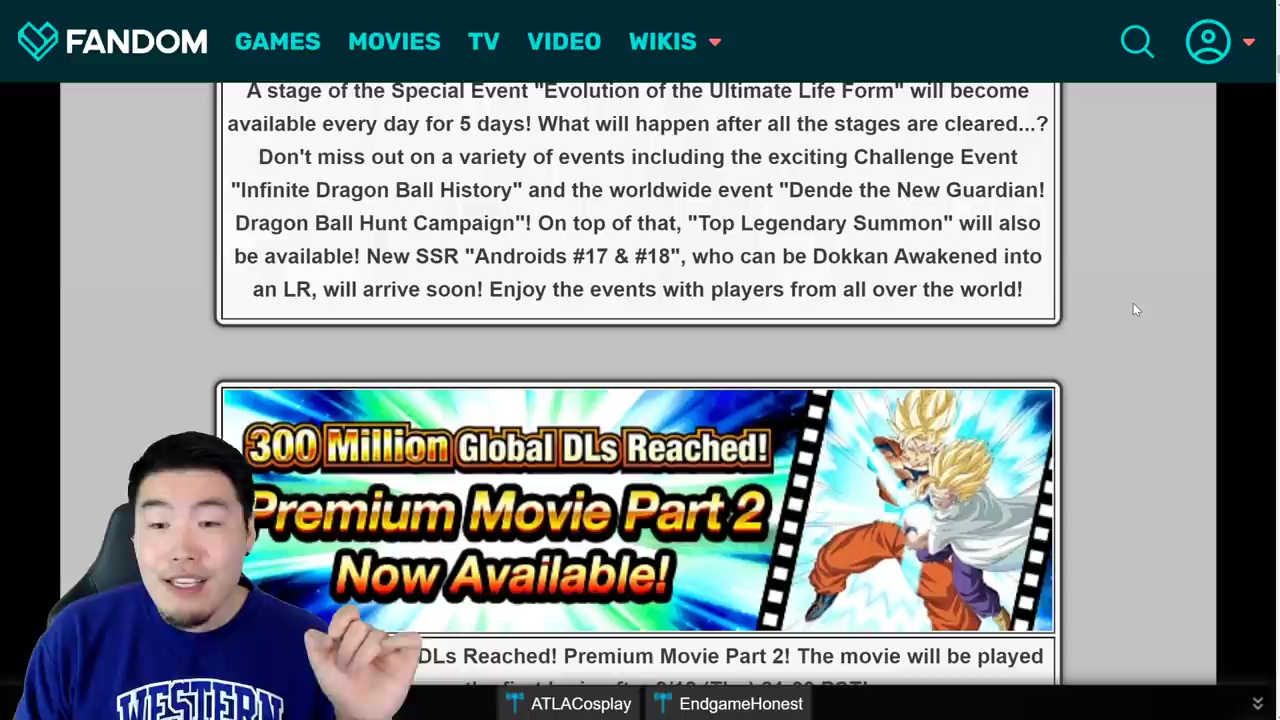 FANDOM GAMES MOVIES TV VIDEO WIKIS
A stage of the Special Event "Evolution of the Ultimate Life Form" will become
available every day for 5 days! What will happen after all the stages are cleared...?
Don't miss out on a variety of events including the exciting Challenge Event
"Infinite Dragon Ball History" and the worldwide event "Dende the New Guardian!
Dragon Ball Hunt Campaign"! On top of that, "Top Legendary Summon" will also
be available! New SSR "Androids #17 & #18", who can be Dokkan Awakened into
an LR, will arrive soon! Enjoy the events with players from all over the world!
300 Million Global DLs Reached!
Premium Movie Part 2
Now Available!
DLs Reached! Premium Movie Part 2! The movie will be played
WESTERN
ATLACosplay EndgameHonest